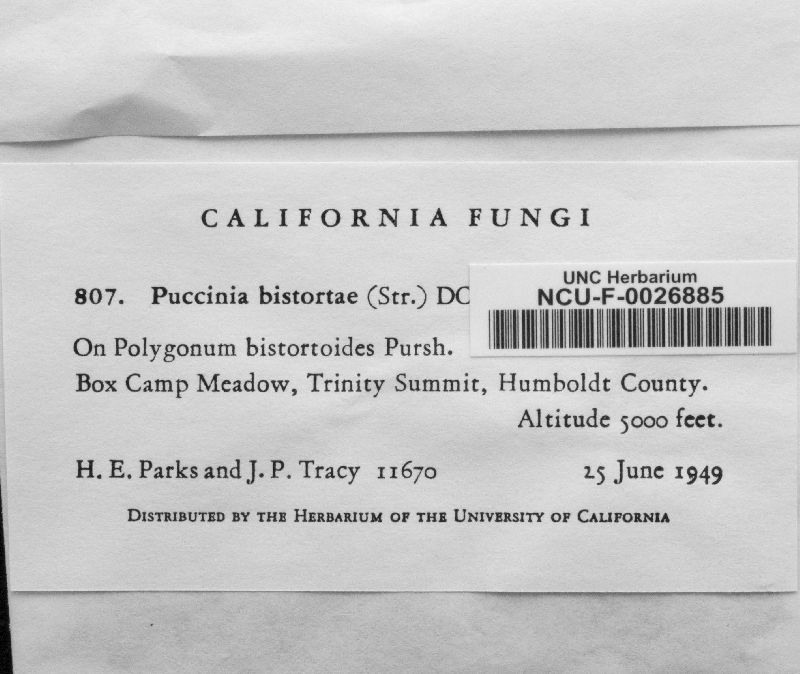 CALIFORNIA FUNGI
807. Puccinia bistortae (Str.) DC
UNC Herbarium
NCU-F-0026885
On Polygonum bistortoides Pursh.
Box Camp Meadow, Trinity Summit, Humboldt County.
Altitude 5000 feet.
H. E. Parks and J. P. Tracy 11670 25 June 1949
DISTRIBUTED BY THE HERBARIUM OF THE UNIVERSITY OF CALIFORNIA